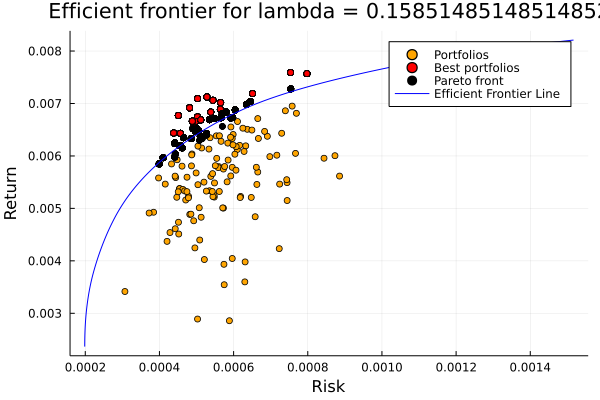 Efficient frontier for lambda = 0.15851485148514852
Portfolios
Best portfolios
Pareto front
Efficient Frontier Line
Return
0.008
0.007
0.006
0.005
0.004
0.003
0.0002 0.0004 0.0006 0.0008 0.0010 0.0012 0.0014
Risk